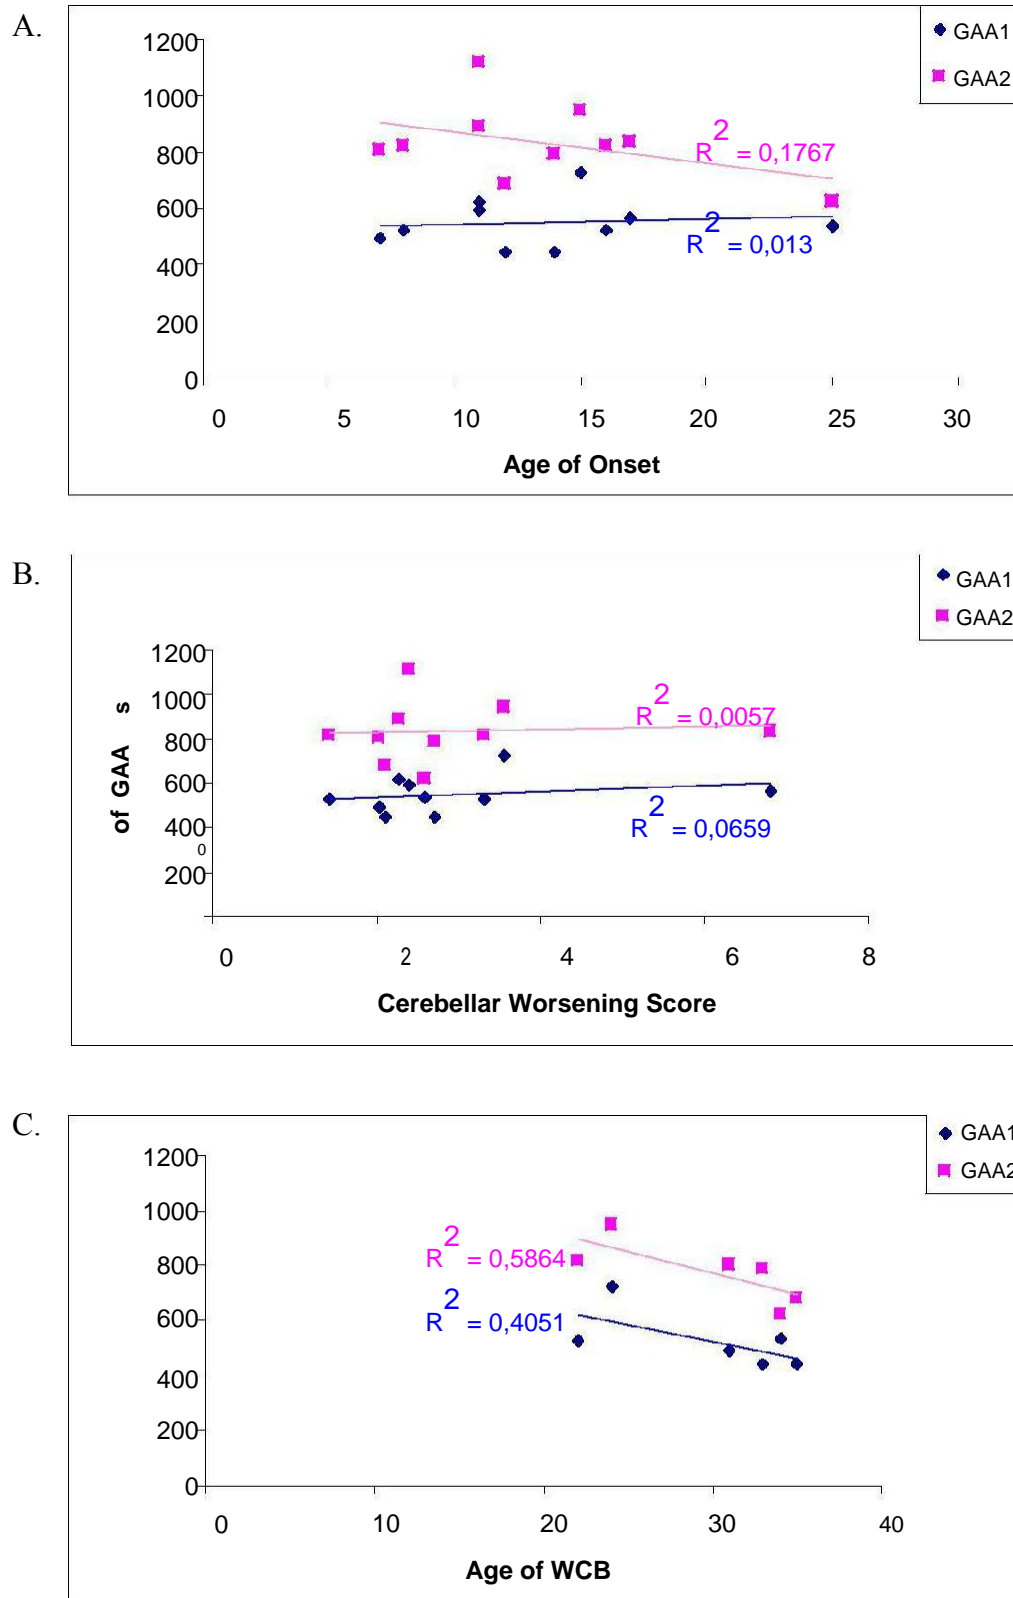 A.
GAA1
GAA2
1200
1000
800
600
400
200
0
R2 = 0,1767
R2 = 0,013
0 5 10 15 20 25 30
Age of Onset
B.
GAA1
GAA2
of GAA s
1200
1000
800
600
400
0
200
R2 = 0,0057
R2 = 0,0659
0 2 4 6 8
Cerebellar Worsening Score
C.
GAA1
GAA2
1200
1000
800
600
400
200
0
R2 = 0,5864
R2 = 0,4051
0 10 20 30 40
Age of WCB